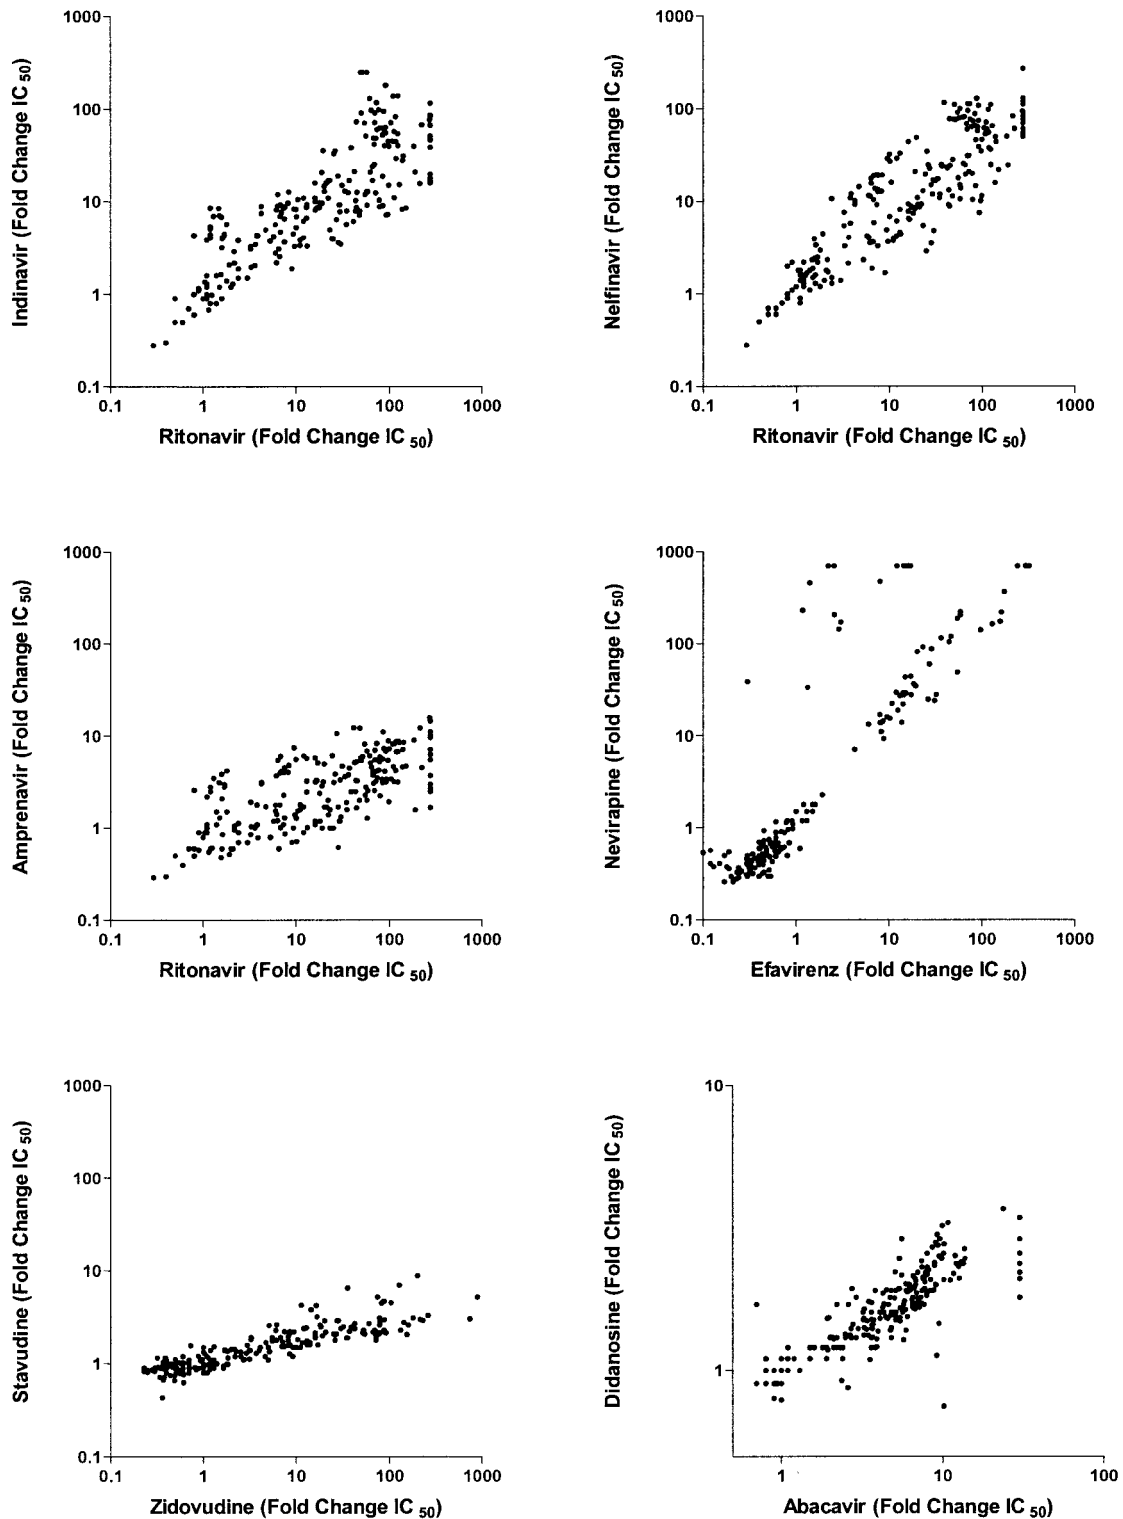 1000
100
10
1
0.1
0.1 1 10 100 1000
Indinavir (Fold Change IC 50)
Ritonavir (Fold Change IC 50)
1000
100
10
1
0.1
0.1 1 10 100 1000
Nelfinavir (Fold Change IC 50)
Ritonavir (Fold Change IC 50)
1000
100
10
1
0.1
0.1 1 10 100 1000
Amprenavir (Fold Change IC 50)
Ritonavir (Fold Change IC 50)
1000
100
10
1
0.1
0.1 1 10 100 1000
Nevirapine (Fold Change IC 50)
Efavirenz (Fold Change IC 50)
1000
100
10
1
0.1
0.1 1 10 100 1000
Stavudine (Fold Change IC 50)
Zidovudine (Fold Change IC 50)
10
1
1 10 100
Didanosine (Fold Change IC 50)
Abacavir (Fold Change IC 50)